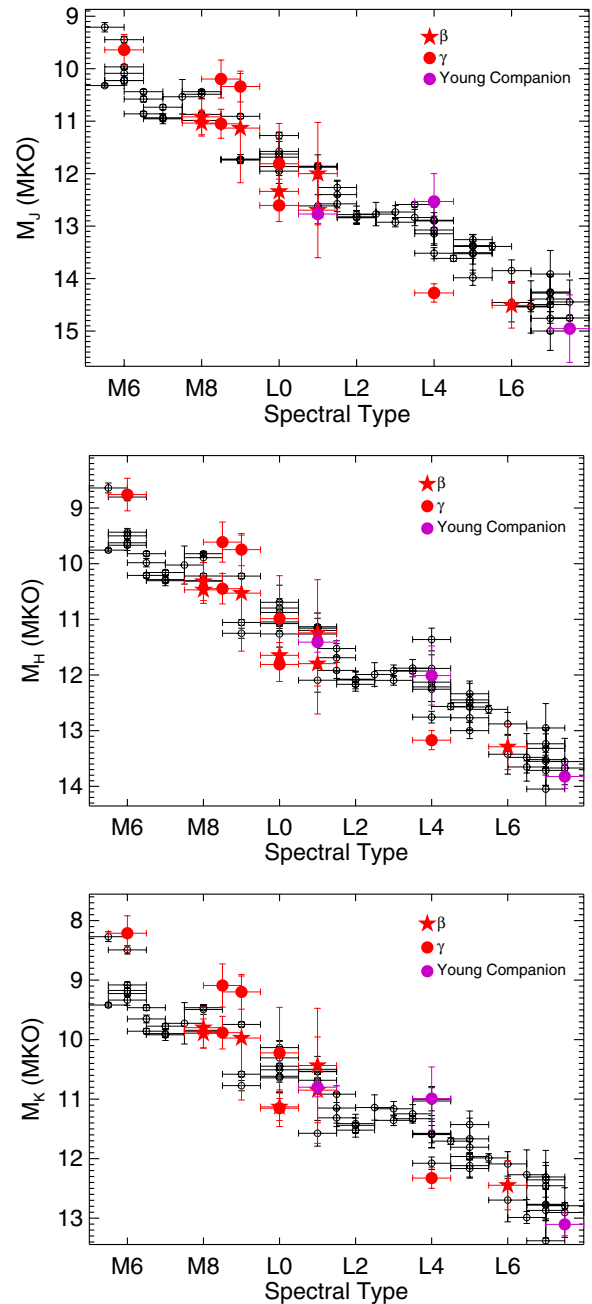 9
10
11
12
13
14
15
M_J (MKO)
β
γ
Young Companion
M6 M8 L0 L2 L4 L6
Spectral Type
8
9
10
11
12
13
14
M_H (MKO)
β
γ
Young Companion
M6 M8 L0 L2 L4 L6
Spectral Type
8
9
10
11
12
13
M_K (MKO)
β
γ
Young Companion
M6 M8 L0 L2 L4 L6
Spectral Type